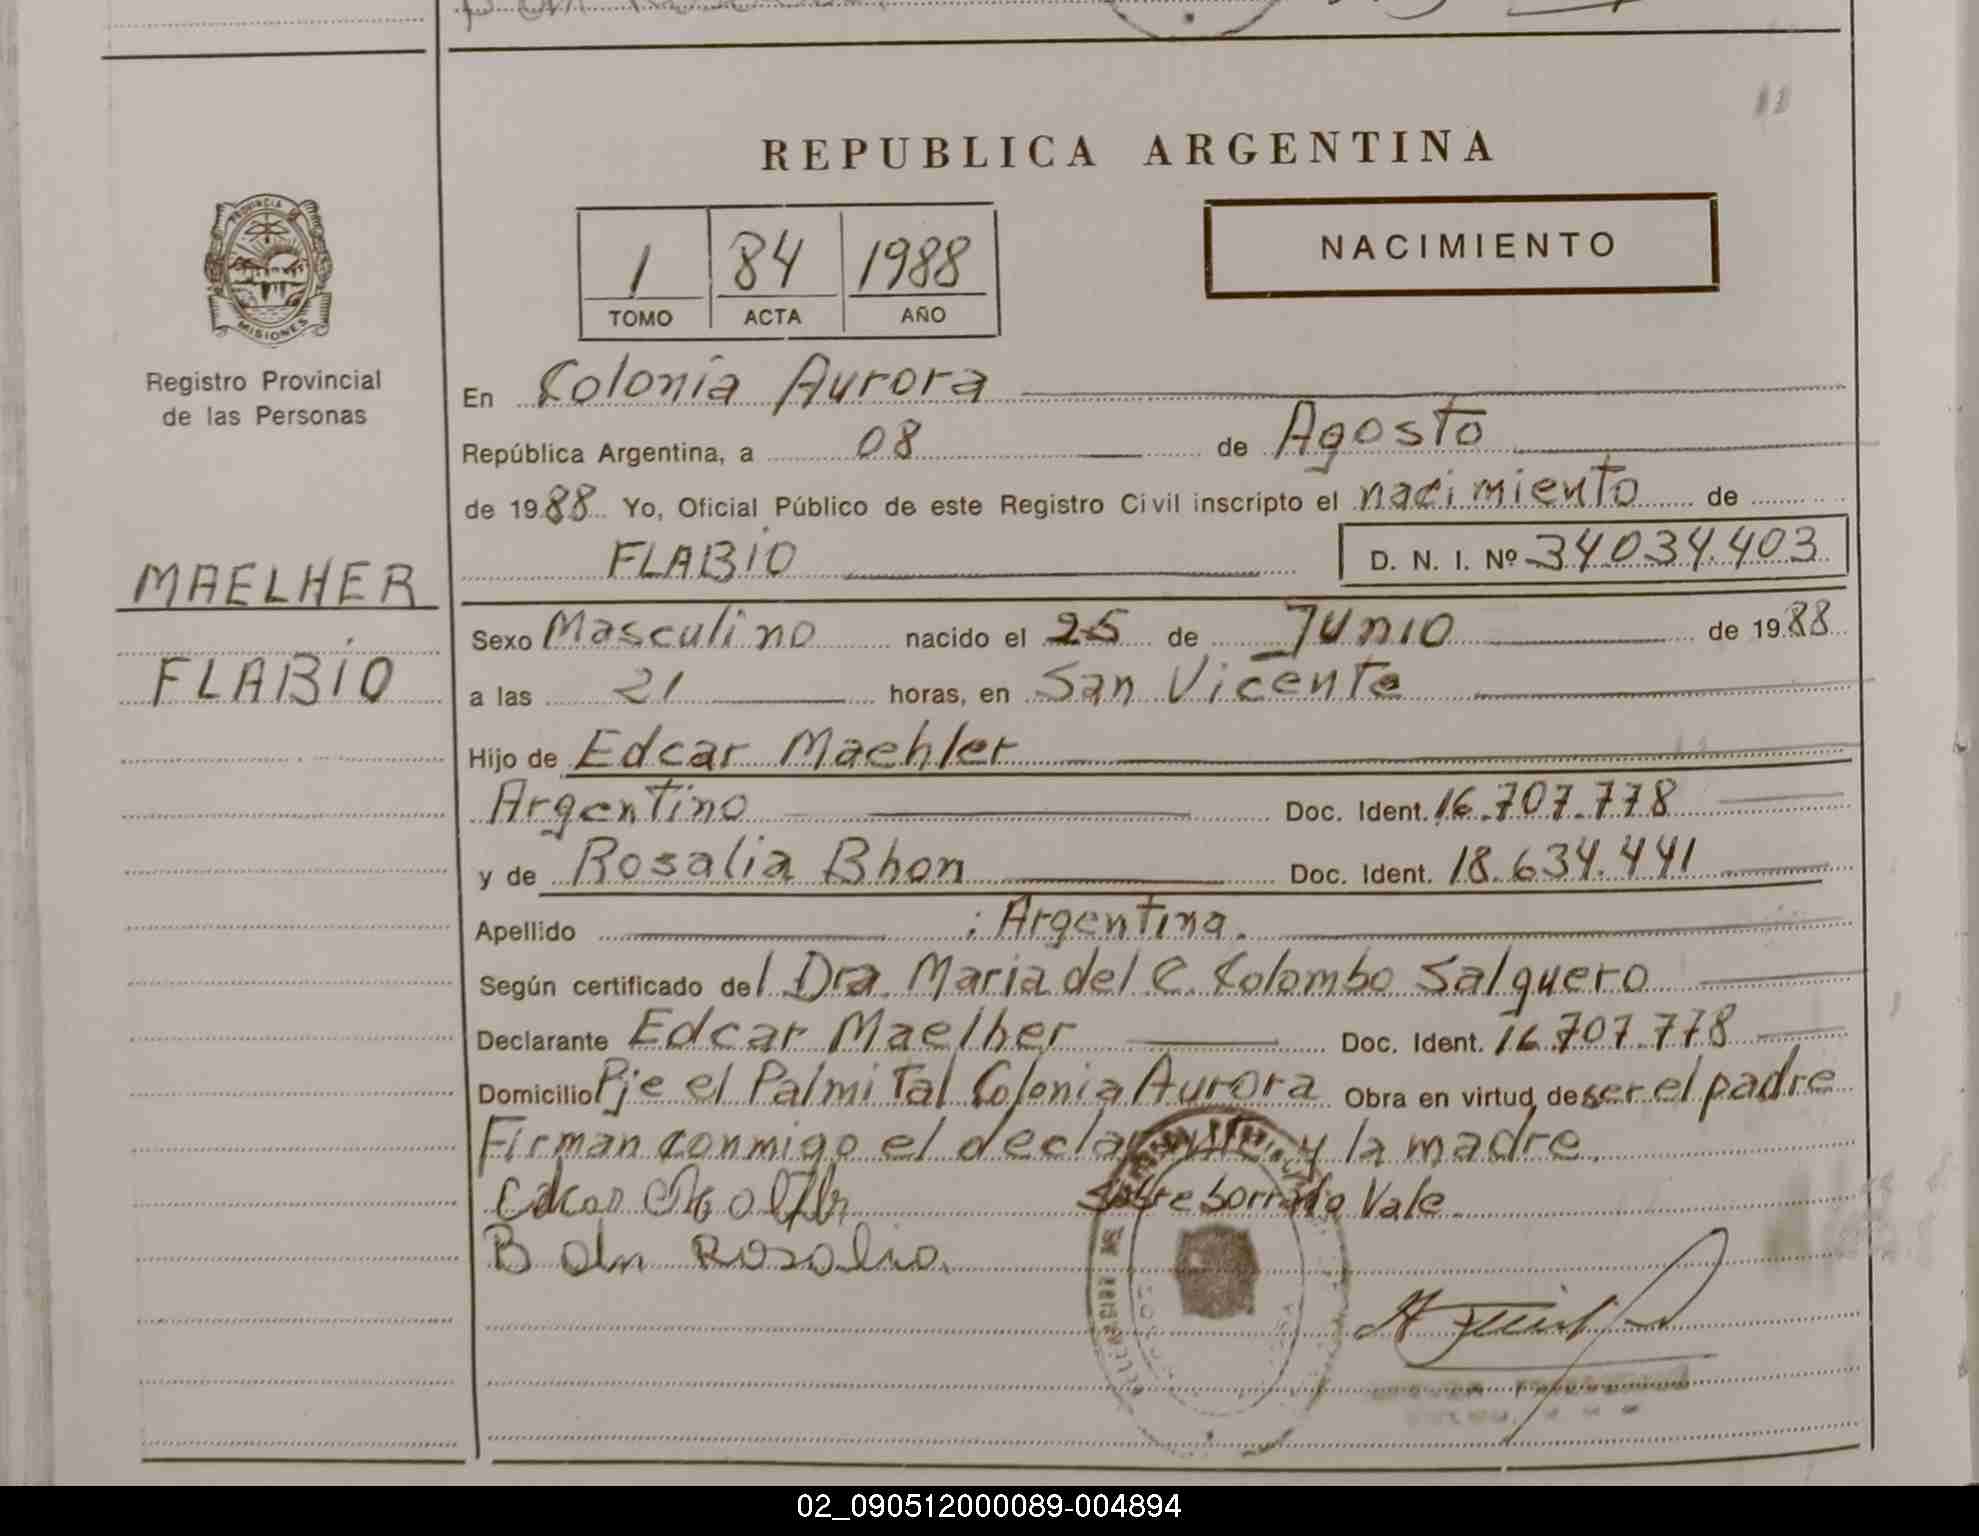 REPUBLICA ARGENTINA
PROVINCIA DE
MISIONES
Registro Provincial
de las Personas
1 84 1988
TOMO ACTA AÑO
NACIMIENTO
MAELHER
FLABIO
En Colonia Aurora
República Argentina, a 08 de Agosto
de 1988 Yo, Oficial Público de este Registro Civil inscripto el nacimiento de
FLABIO D. N. I. Nº 34034.403
Sexo Masculino nacido el 25 de Junio de 1988
a las 21 horas, en San Vicente
Hijo de Edcar Maehler
Argentino Doc. Ident. 16.707.778
y de Rosalia Bhon Doc. Ident. 18.634.441
Apellido : Argentina.
Según certificado del Dra. Maria del C. Colombo Salguero
Declarante Edcar Maelher Doc. Ident. 16.707.778
Domicilio Pje el Palmital Colonia Aurora Obra en virtud de ser el padre
Firman conmigo el declarante y la madre.
Sobre borrado Vale
Edcar
Rosalia
02_090512000089-004894